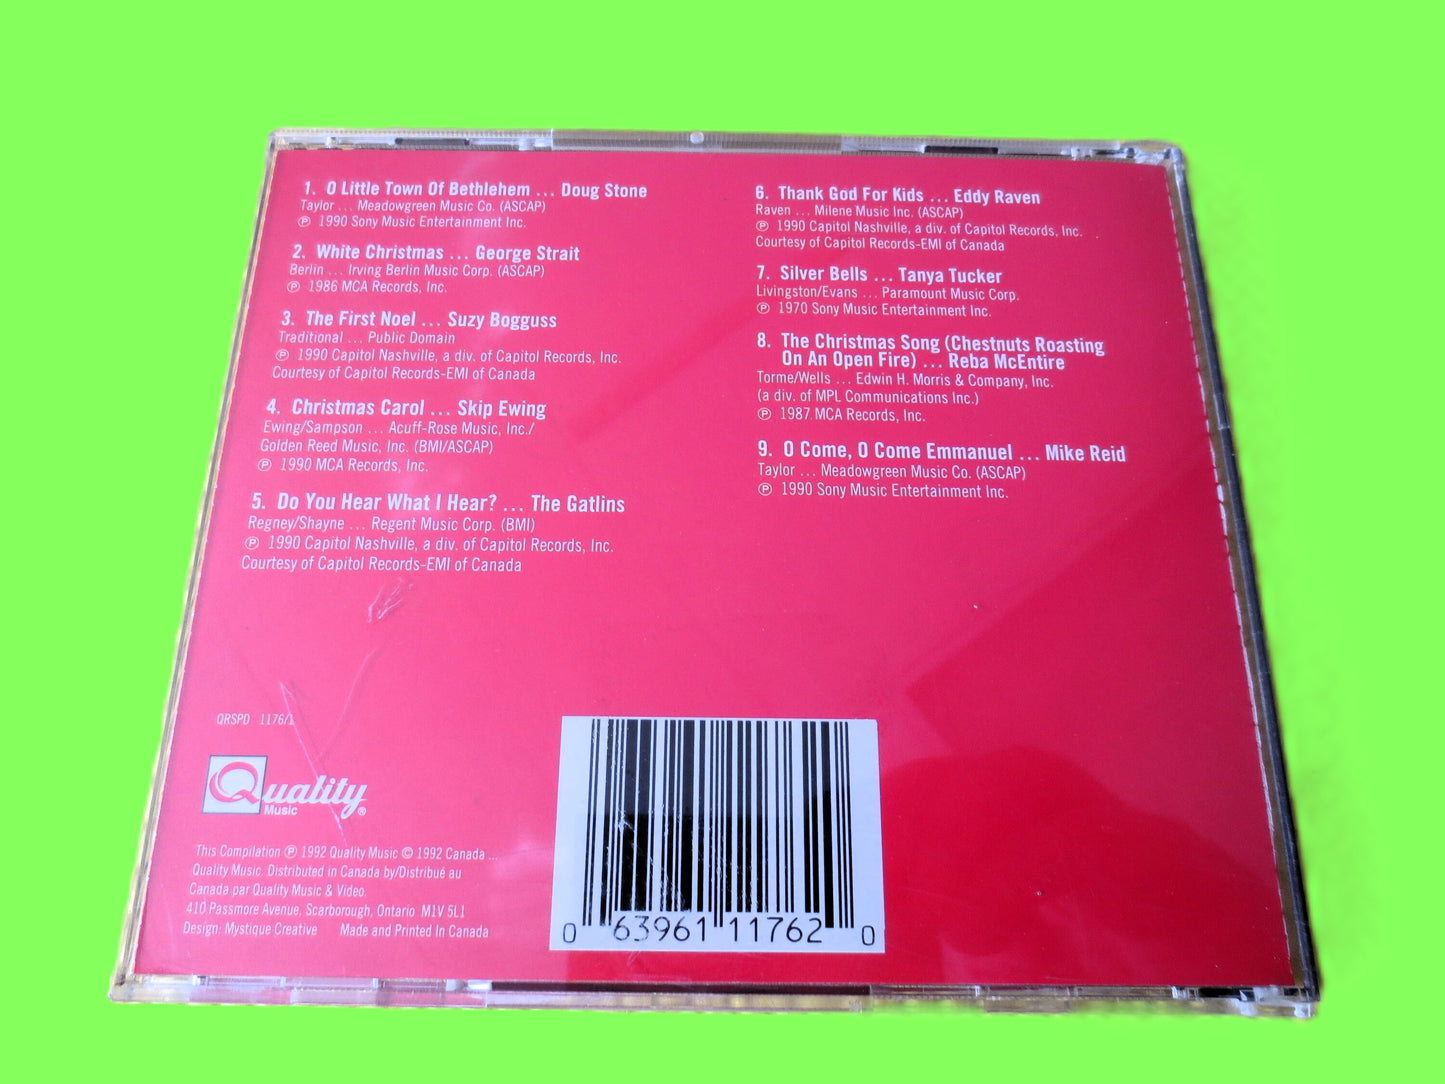 1. O Little Town Of Bethlehem ... Doug Stone
Taylor ... Meadowgreen Music Co. (ASCAP)
℗ 1990 Sony Music Entertainment Inc.
2. White Christmas ... George Strait
Berlin ... Irving Berlin Music Corp. (ASCAP)
℗ 1986 MCA Records, Inc.
3. The First Noel ... Suzy Bogguss
Traditional ... Public Domain
℗ 1990 Capitol Nashville, a div. of Capitol Records, Inc.
Courtesy of Capitol Records-EMI of Canada
4. Christmas Carol ... Skip Ewing
Ewing/Sampson ... Acuff-Rose Music, Inc./
Golden Reed Music, Inc. (BMI/ASCAP)
℗ 1990 MCA Records, Inc.
5. Do You Hear What I Hear? ... The Gatlins
Regney/Shayne ... Regent Music Corp. (BMI)
℗ 1990 Capitol Nashville, a div. of Capitol Records, Inc.
Courtesy of Capitol Records-EMI of Canada
6. Thank God For Kids ... Eddy Raven
Raven ... Milene Music Inc. (ASCAP)
℗ 1990 Capitol Nashville, a div. of Capitol Records, Inc.
Courtesy of Capitol Records-EMI of Canada
7. Silver Bells ... Tanya Tucker
Livingston/Evans ... Paramount Music Corp.
℗ 1970 Sony Music Entertainment Inc.
8. The Christmas Song (Chestnuts Roasting
On An Open Fire) ... Reba McEntire
Torme/Wells ... Edwin H. Morris & Company, Inc.
(a div. of MPL Communications Inc.)
℗ 1987 MCA Records, Inc.
9. O Come, O Come Emmanuel ... Mike Reid
Taylor ... Meadowgreen Music Co. (ASCAP)
℗ 1990 Sony Music Entertainment Inc.
QRSPD 1176/1
Quality
Music ®
This Compilation ℗ 1992 Quality Music © 1992 Canada ...
Quality Music. Distributed in Canada by/Distribué au
Canada par Quality Music & Video.
410 Passmore Avenue, Scarborough, Ontario M1V 5L1
Design: Mystique Creative Made and Printed In Canada
0 63961 11762 0